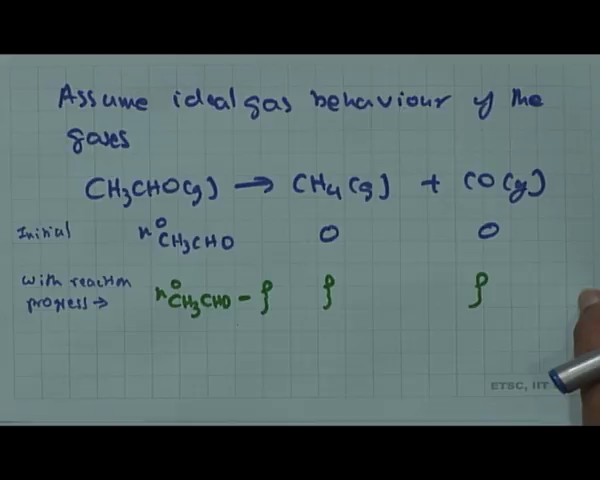 Assume ideal gas behaviour of the
gases
CH₃CHO(g) → CH₄(g) + CO(g)
Initial n°CH₃CHO 0 0
With reaction
progress → n°CH₃CHO - ξ ξ ξ
ETSC, IIT